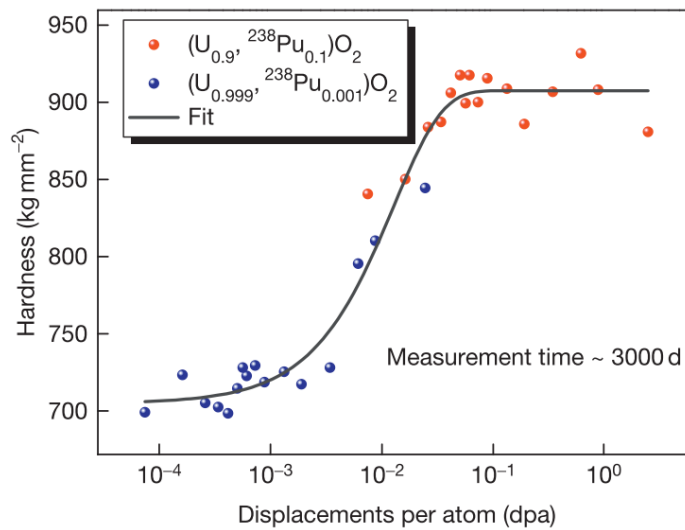 950
900
850
800
750
700
Hardness (kg mm⁻²)
(U₀.₉, ²³⁸Pu₀.₁)O₂
(U₀.₉₉₉, ²³⁸Pu₀.₀₀₁)O₂
Fit
Measurement time ~ 3000 d
10⁻⁴ 10⁻³ 10⁻² 10⁻¹ 10⁰
Displacements per atom (dpa)